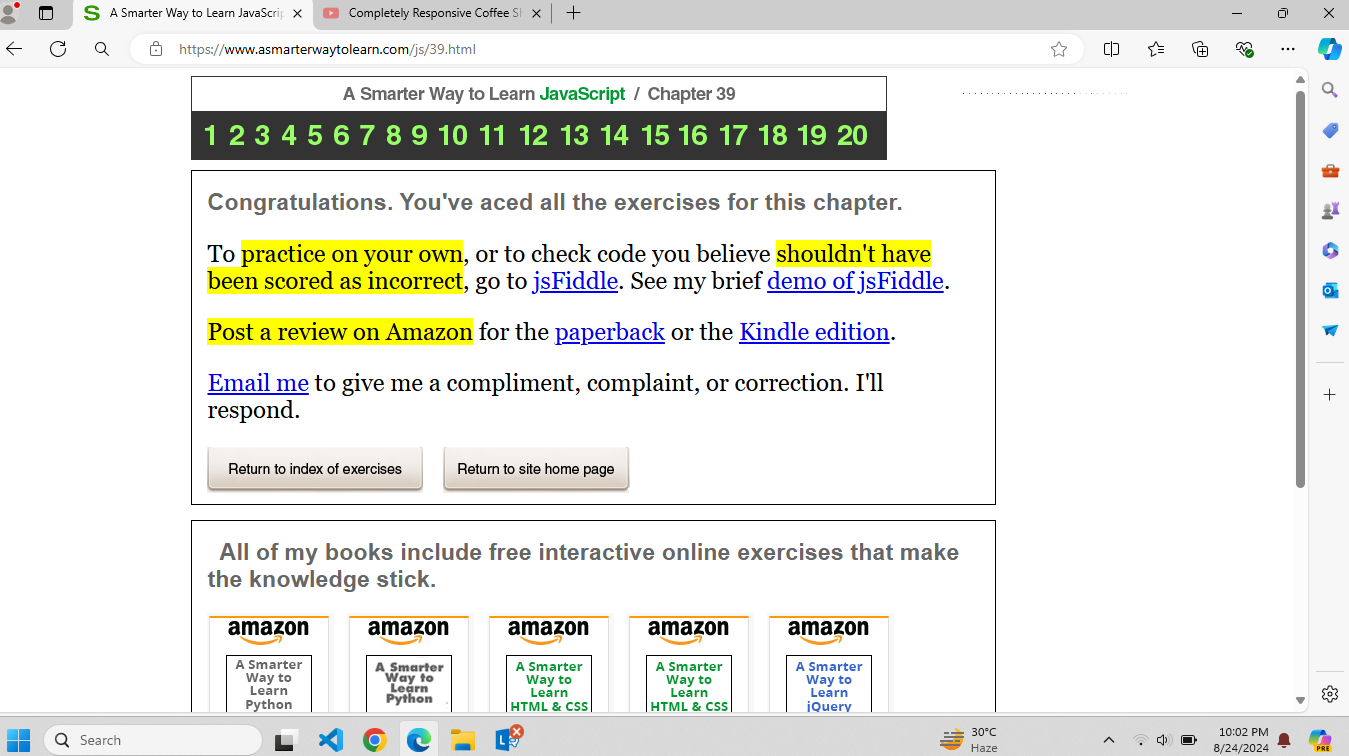 A Smarter Way to Learn JavaScrip
Completely Responsive Coffee Sh
https://www.asmarterwaytolearn.com/js/39.html
A Smarter Way to Learn JavaScript / Chapter 39
1 2 3 4 5 6 7 8 9 10 11 12 13 14 15 16 17 18 19 20
Congratulations. You've aced all the exercises for this chapter.
To practice on your own, or to check code you believe shouldn't have
been scored as incorrect, go to jsFiddle. See my brief demo of jsFiddle.
Post a review on Amazon for the paperback or the Kindle edition.
Email me to give me a compliment, complaint, or correction. I'll
respond.
Return to index of exercises Return to site home page
All of my books include free interactive online exercises that make
the knowledge stick.
amazon amazon amazon amazon amazon
A Smarter A Smarter A Smarter A Smarter A Smarter
Way to Way to Way to Way to Way to
Learn Learn Learn Learn Learn
Python Python HTML & CSS HTML & CSS jQuery
Search
30°C
Haze
10:02 PM
8/24/2024
PRE